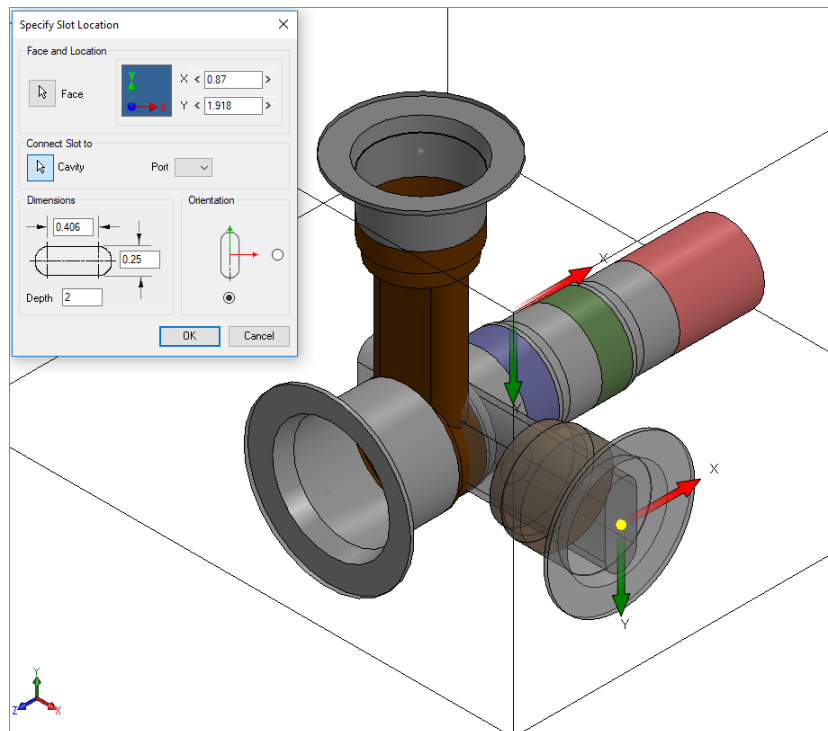 Specify Slot Location
Face and Location
Face
Y
X
X < 0.87 >
Y < 1.918 >
Connect Slot to
Cavity
Port
Dimensions
Orientation
0.406
0.25
Depth 2
OK Cancel
X
X
Y
Y
Z
X